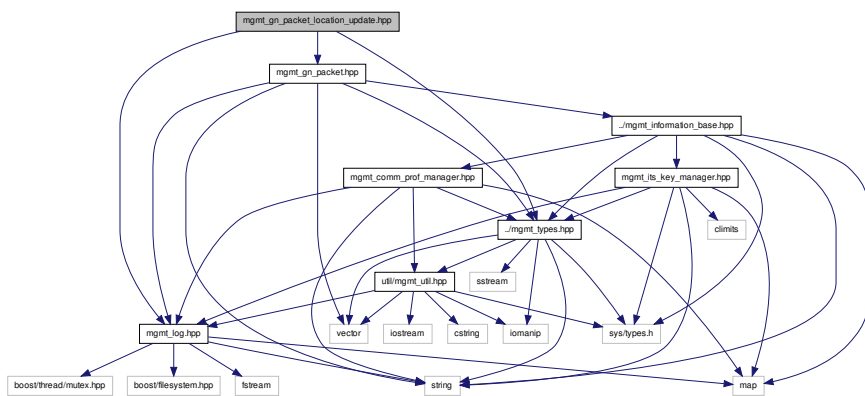 mgmt_gn_packet_location_update.hpp
mgmt_gn_packet.hpp
../mgmt_information_base.hpp
mgmt_comm_prof_manager.hpp
mgmt_its_key_manager.hpp
../mgmt_types.hpp
climits
util/mgmt_util.hpp
sstream
mgmt_log.hpp
vector
iostream
cstring
iomanip
sys/types.h
boost/thread/mutex.hpp
boost/filesystem.hpp
fstream
string
map